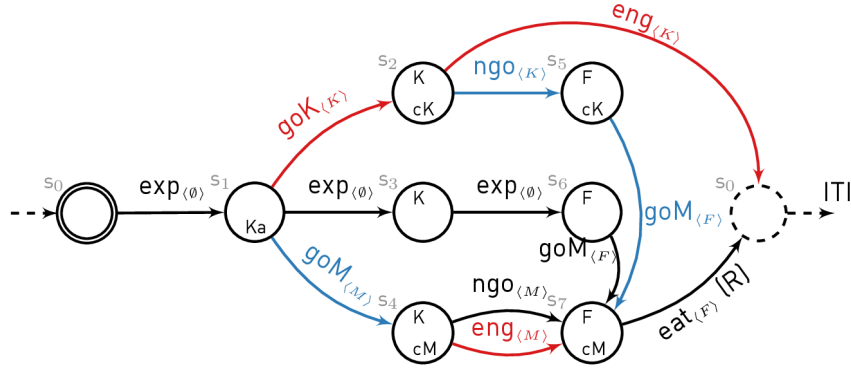 eng⟨K⟩
s₂ K ngo⟨K⟩ s₅ F
cK cK
goK⟨K⟩
s₀ exp⟨∅⟩ s₁ exp⟨∅⟩ s₃ exp⟨∅⟩ s₆ F s₀ |T|
K
Ka
goM⟨F⟩
goM⟨F⟩
goM⟨M⟩
ngo⟨M⟩
s₄ K s₇ F
eng⟨M⟩
cM cM
eat⟨F⟩ (R)